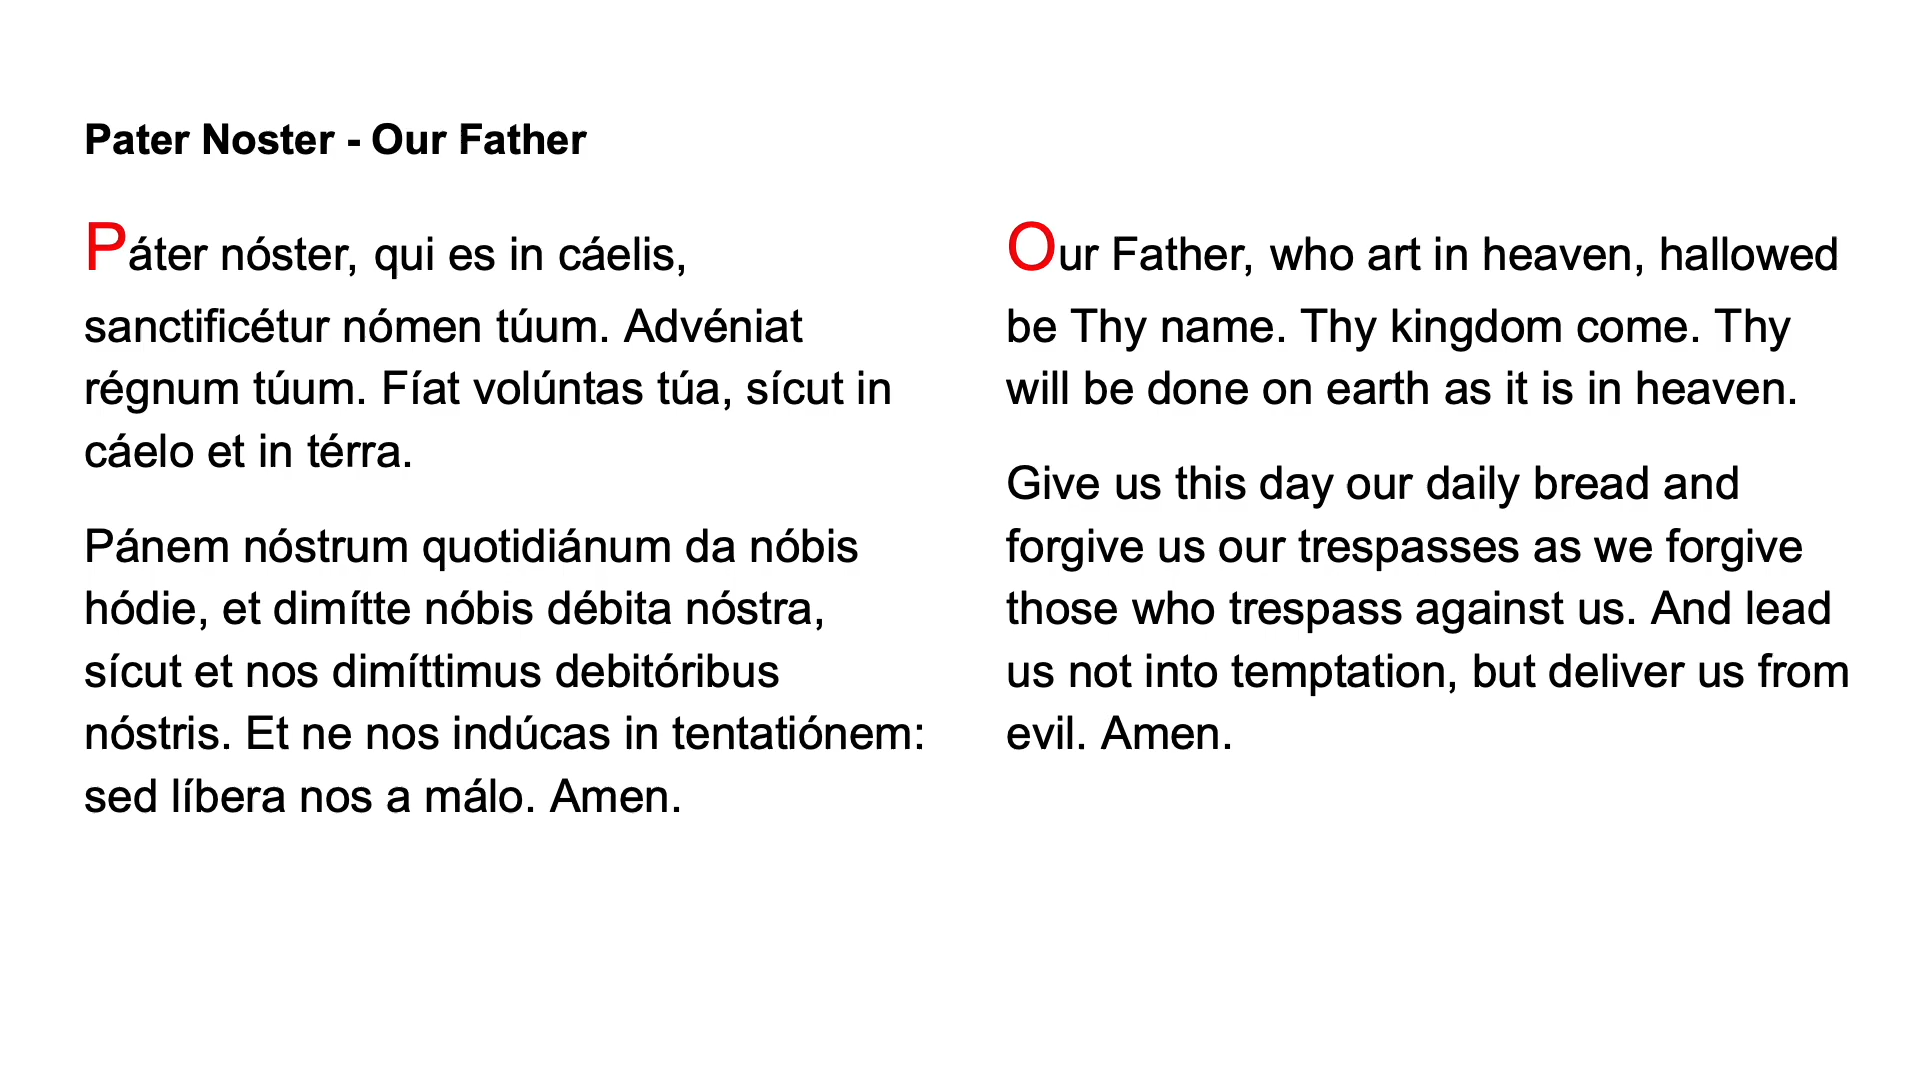 Pater Noster - Our Father
Páter nóster, qui es in cáelis,
sanctificétur nómen túum. Advéniat
régnum túum. Fíat volúntas túa, sícut in
cáelo et in térra.
Pánem nóstrum quotidiánum da nóbis
hódie, et dimítte nóbis débita nóstra,
sícut et nos dimíttimus debitóribus
nóstris. Et ne nos indúcas in tentatiónem:
sed líbera nos a málo. Amen.
Our Father, who art in heaven, hallowed
be Thy name. Thy kingdom come. Thy
will be done on earth as it is in heaven.
Give us this day our daily bread and
forgive us our trespasses as we forgive
those who trespass against us. And lead
us not into temptation, but deliver us from
evil. Amen.